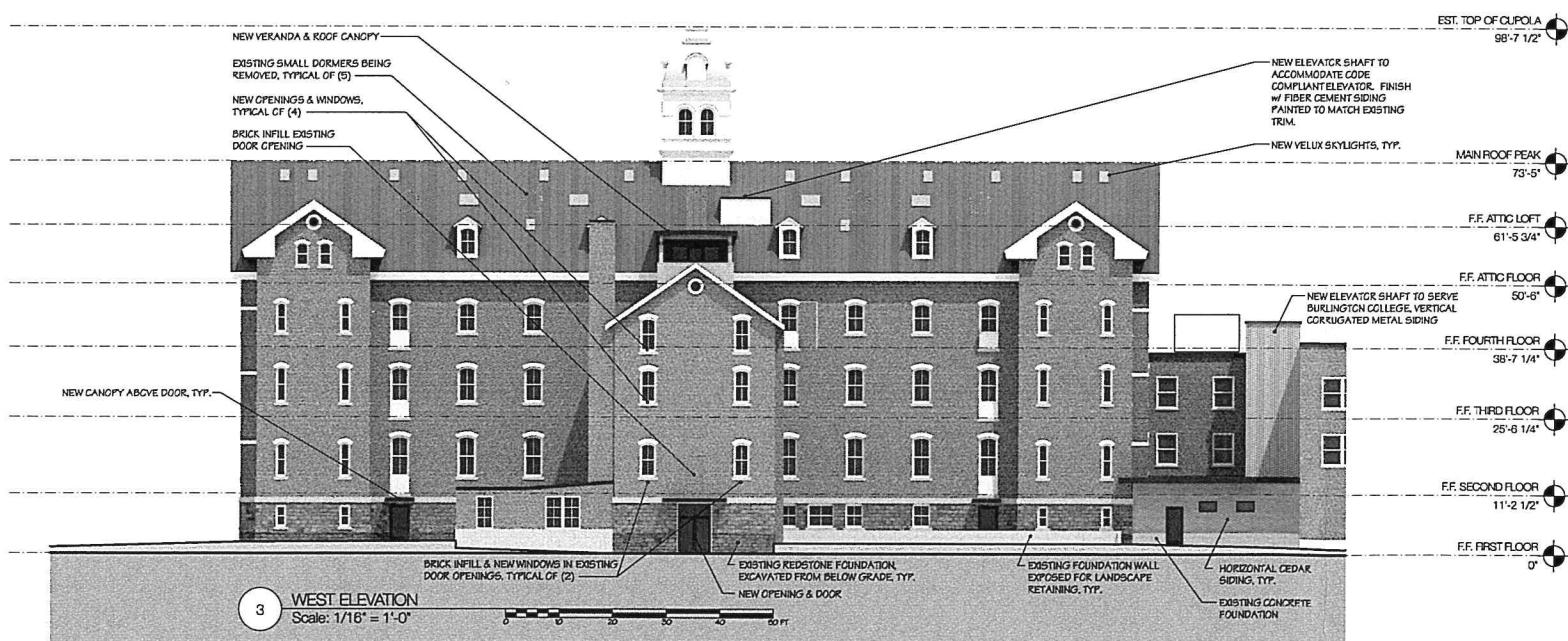 EST. TOP OF CUPOLA
98'-7 1/2"
NEW VERANDA & ROOF CANOPY
EXISTING SMALL DORMERS BEING
REMOVED, TYPICAL OF (5)
NEW OPENINGS & WINDOWS,
TYPICAL OF (4)
BRICK INFILL EXISTING
DOOR OPENING
NEW ELEVATOR SHAFT TO
ACCOMMODATE CODE
COMPLIANT ELEVATOR. FINISH
w/ FIBER CEMENT SIDING
PAINTED TO MATCH EXISTING
TRIM.
NEW VELUX SKYLIGHTS, TYP.
MAIN ROOF PEAK
73'-5"
F.F. ATTIC LOFT
61'-5 3/4"
F.F. ATTIC FLOOR
50'-6"
NEW ELEVATOR SHAFT TO SERVE
BURLINGTON COLLEGE, VERTICAL
CORRUGATED METAL SIDING
F.F. FOURTH FLOOR
38'-7 1/4"
NEW CANOPY ABOVE DOOR, TYP.
F.F. THIRD FLOOR
25'-6 1/4"
F.F. SECOND FLOOR
11'-2 1/2"
F.F. FIRST FLOOR
0"
BRICK INFILL & NEW WINDOWS IN EXISTING
DOOR OPENINGS, TYPICAL OF (2)
EXISTING REDSTONE FOUNDATION,
EXCAVATED FROM BELOW GRADE, TYP.
NEW OPENING & DOOR
EXISTING FOUNDATION WALL
EXPOSED FOR LANDSCAPE
RETAINING, TYP.
HORIZONTAL CEDAR
SIDING, TYP.
EXISTING CONCRETE
FOUNDATION
3
WEST ELEVATION
Scale: 1/16" = 1'-0"
0 5 10 20 30 40 50 FT